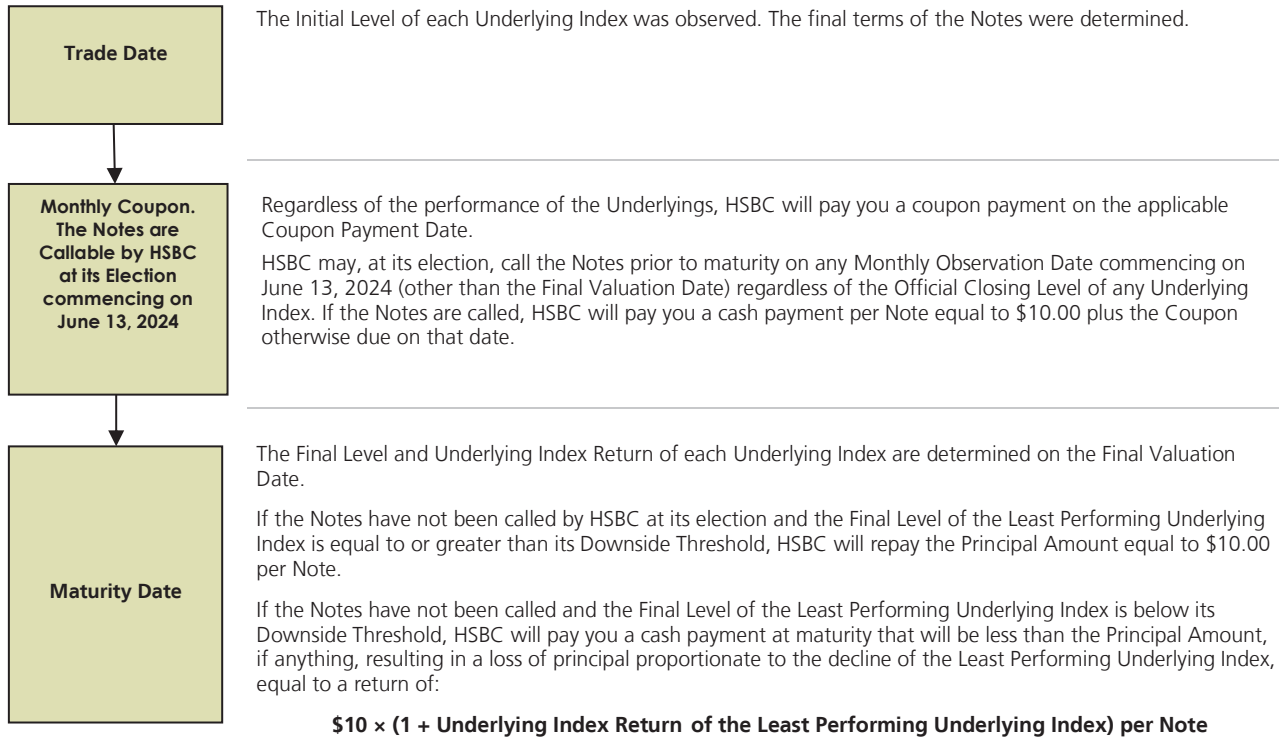 Trade Date
The Initial Level of each Underlying Index was observed. The final terms of the Notes were determined.
Monthly Coupon.
The Notes are
Callable by HSBC
at its Election
commencing on
June 13, 2024
Regardless of the performance of the Underlyings, HSBC will pay you a coupon payment on the applicable
Coupon Payment Date.
HSBC may, at its election, call the Notes prior to maturity on any Monthly Observation Date commencing on
June 13, 2024 (other than the Final Valuation Date) regardless of the Official Closing Level of any Underlying
Index. If the Notes are called, HSBC will pay you a cash payment per Note equal to $10.00 plus the Coupon
otherwise due on that date.
Maturity Date
The Final Level and Underlying Index Return of each Underlying Index are determined on the Final Valuation
Date.
If the Notes have not been called by HSBC at its election and the Final Level of the Least Performing Underlying
Index is equal to or greater than its Downside Threshold, HSBC will repay the Principal Amount equal to $10.00
per Note.
If the Notes have not been called and the Final Level of the Least Performing Underlying Index is below its
Downside Threshold, HSBC will pay you a cash payment at maturity that will be less than the Principal Amount,
if anything, resulting in a loss of principal proportionate to the decline of the Least Performing Underlying Index,
equal to a return of:
$10 × (1 + Underlying Index Return of the Least Performing Underlying Index) per Note